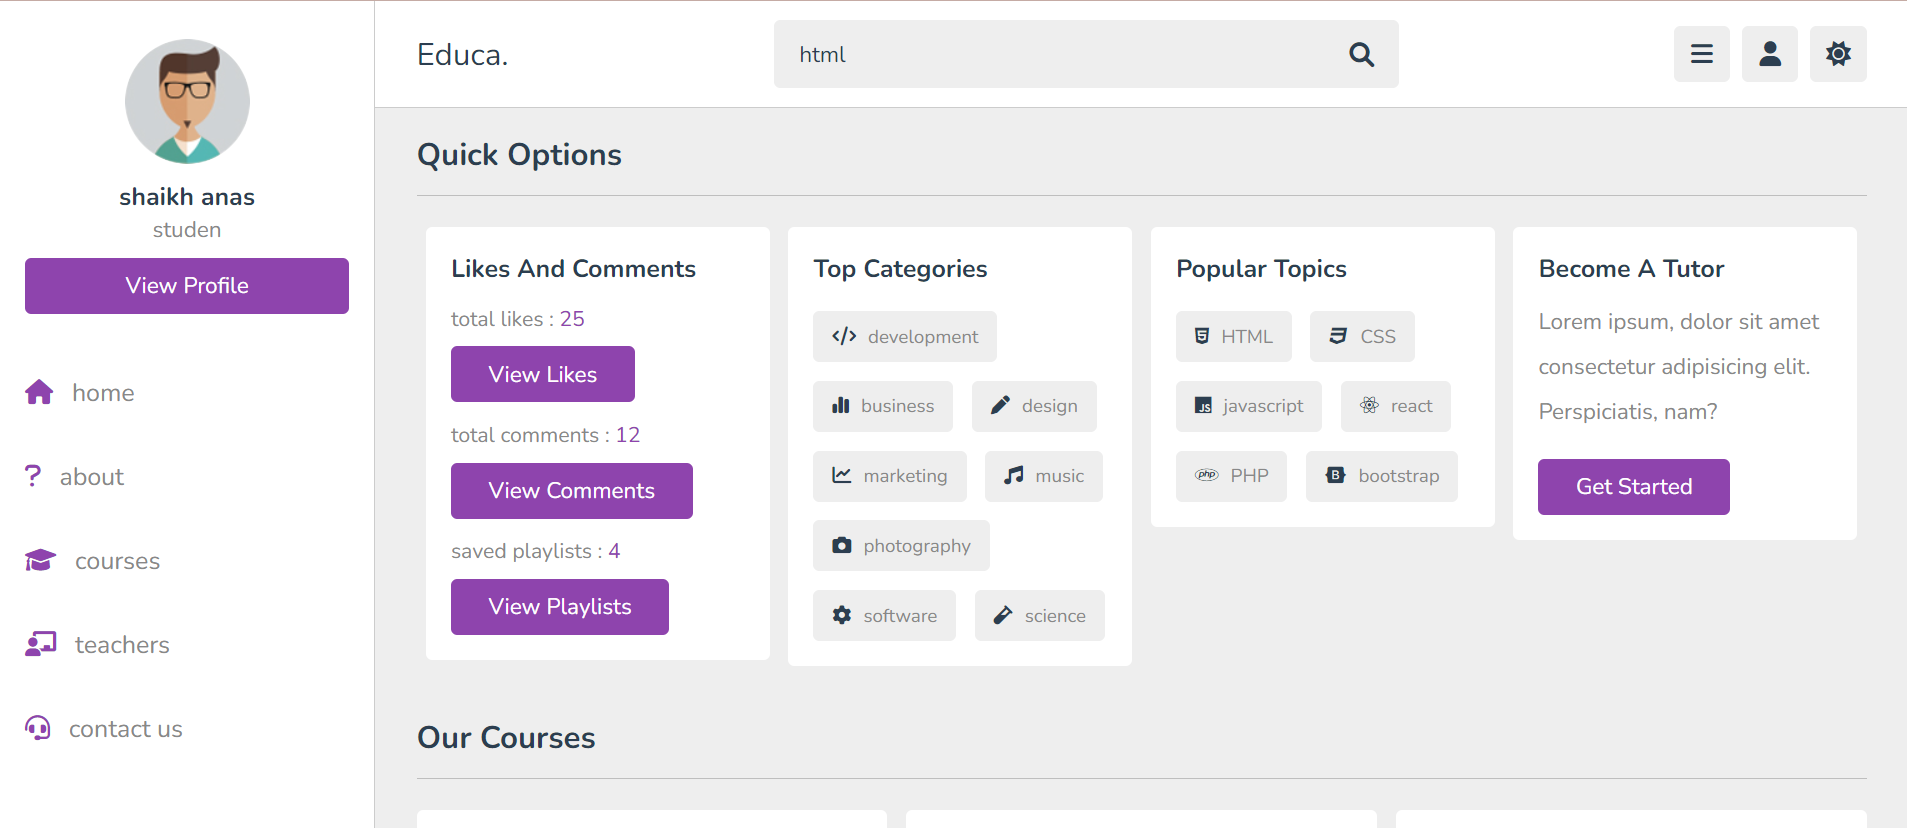 shaikh anas
studen
View Profile
home
about
courses
teachers
contact us
Educa.
html
Quick Options
Likes And Comments
total likes : 25
View Likes
total comments : 12
View Comments
saved playlists : 4
View Playlists
Top Categories
development
business
design
marketing
music
photography
software
science
Popular Topics
HTML
CSS
JS javascript
react
php PHP
B bootstrap
Become A Tutor
Lorem ipsum, dolor sit amet
consectetur adipisicing elit.
Perspiciatis, nam?
Get Started
Our Courses